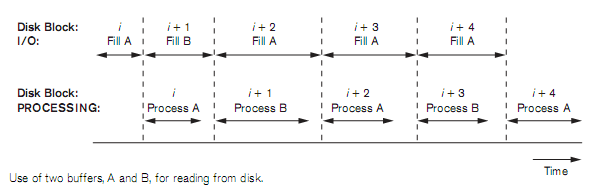 Disk Block: i i + 1 i + 2 i + 3 i + 4
I/O: Fill A Fill B Fill A Fill A Fill A
Disk Block: i i + 1 i + 2 i + 3 i + 4
PROCESSING: Process A Process B Process A Process B Process A
Time
Use of two buffers, A and B, for reading from disk.